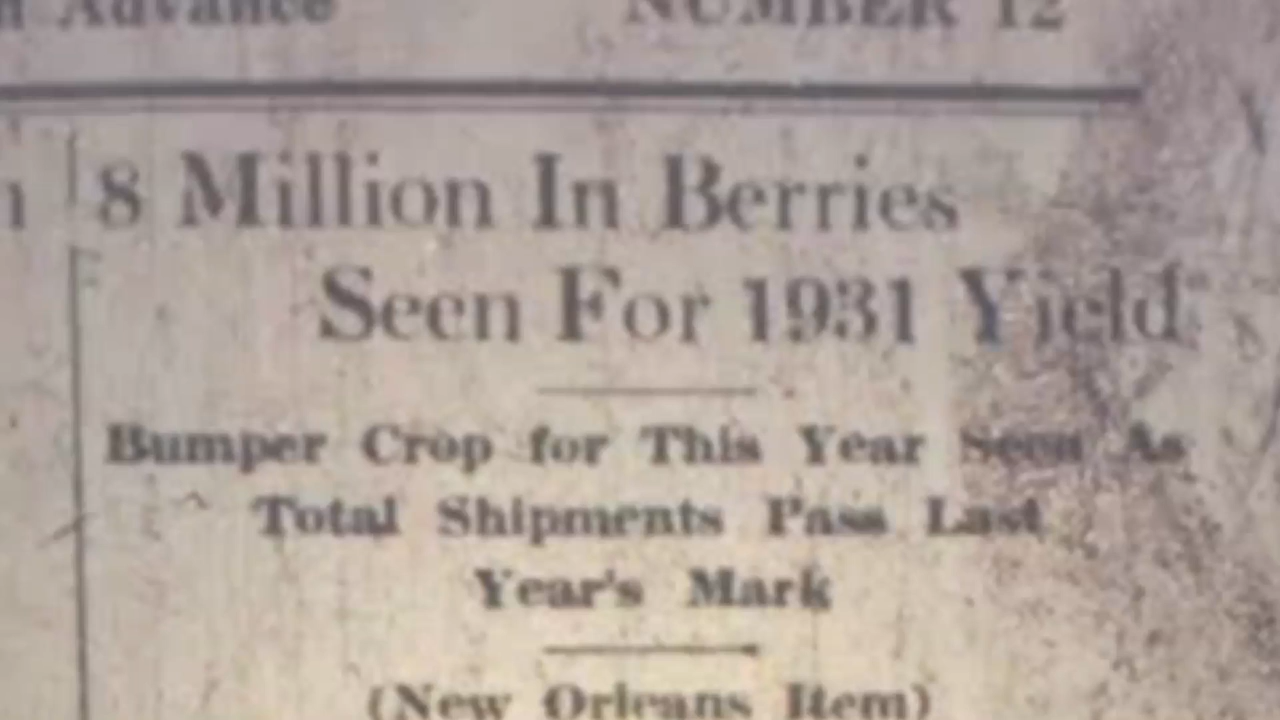 Advance NUMBER 12
8 Million In Berries
Seen For 1931 Yield
Bumper Crop for This Year Seen As
Total Shipments Pass Last
Year's Mark
(New Orleans Item)